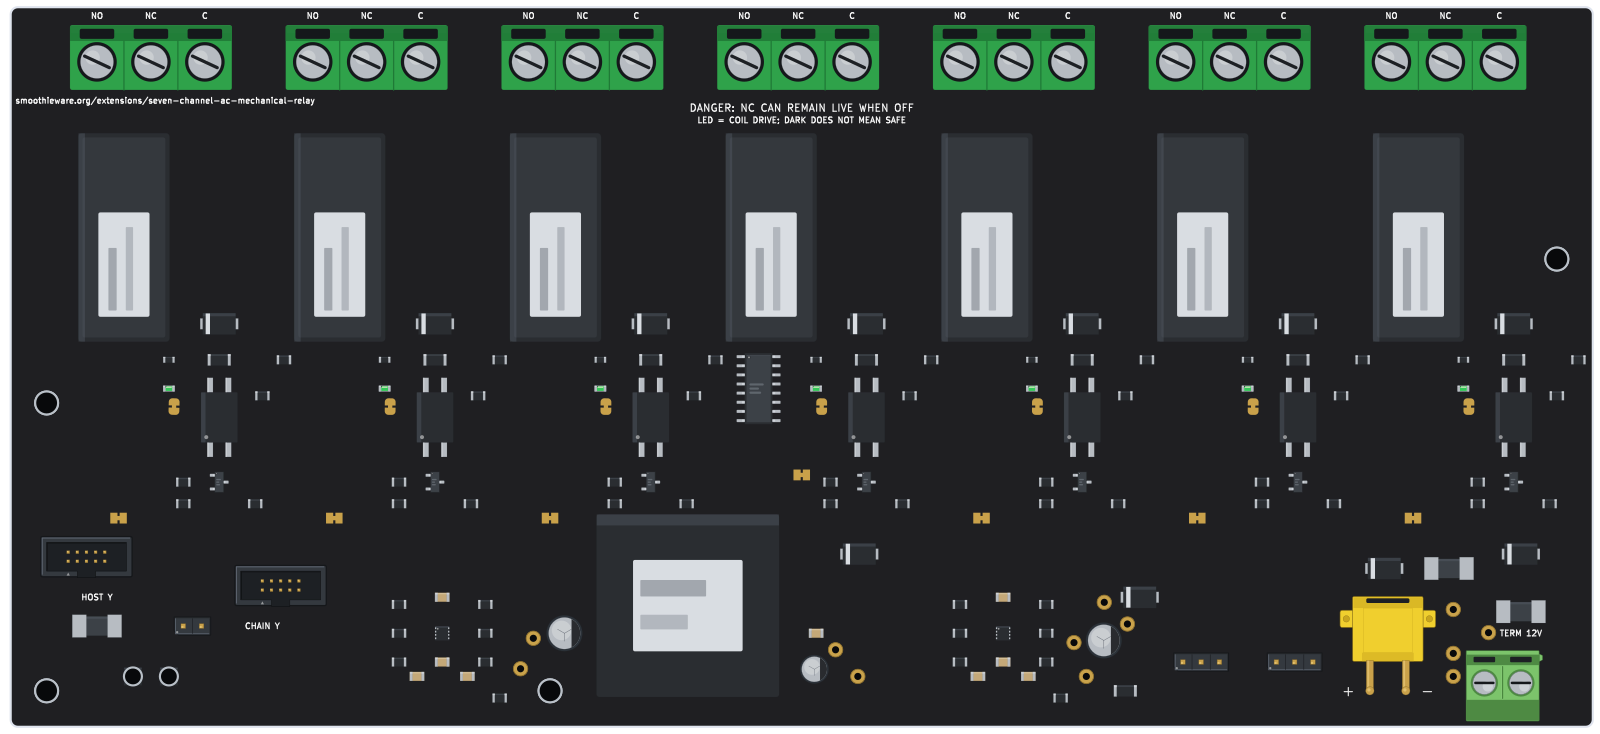 NO NC C NO NC C NO NC C NO NC C NO NC C NO NC C NO NC C
smoothieware.org/extensions/seven-channel-ac-mechanical-relay
DANGER: NC CAN REMAIN LIVE WHEN OFF
LED = COIL DRIVE; DARK DOES NOT MEAN SAFE
HOST Y
CHAIN Y
TERM 12V
+ −